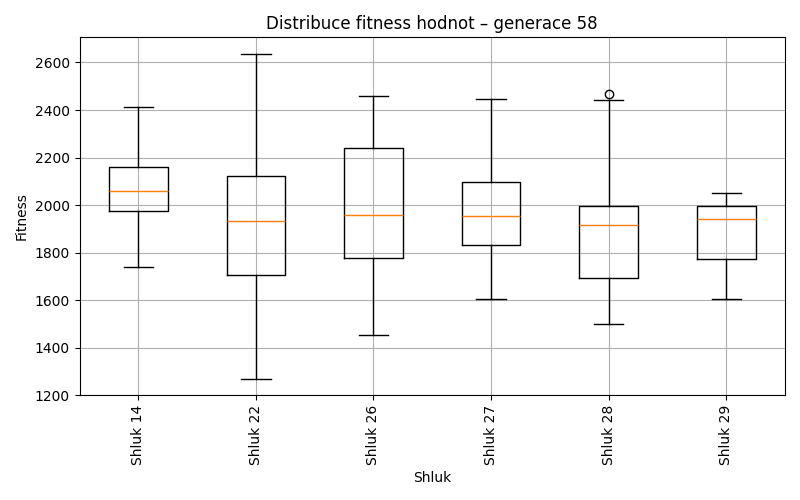 Distribuce fitness hodnot – generace 58
Fitness
2600
2400
2200
2000
1800
1600
1400
1200
Shluk 14
Shluk 22
Shluk 26
Shluk 27
Shluk 28
Shluk 29
Shluk